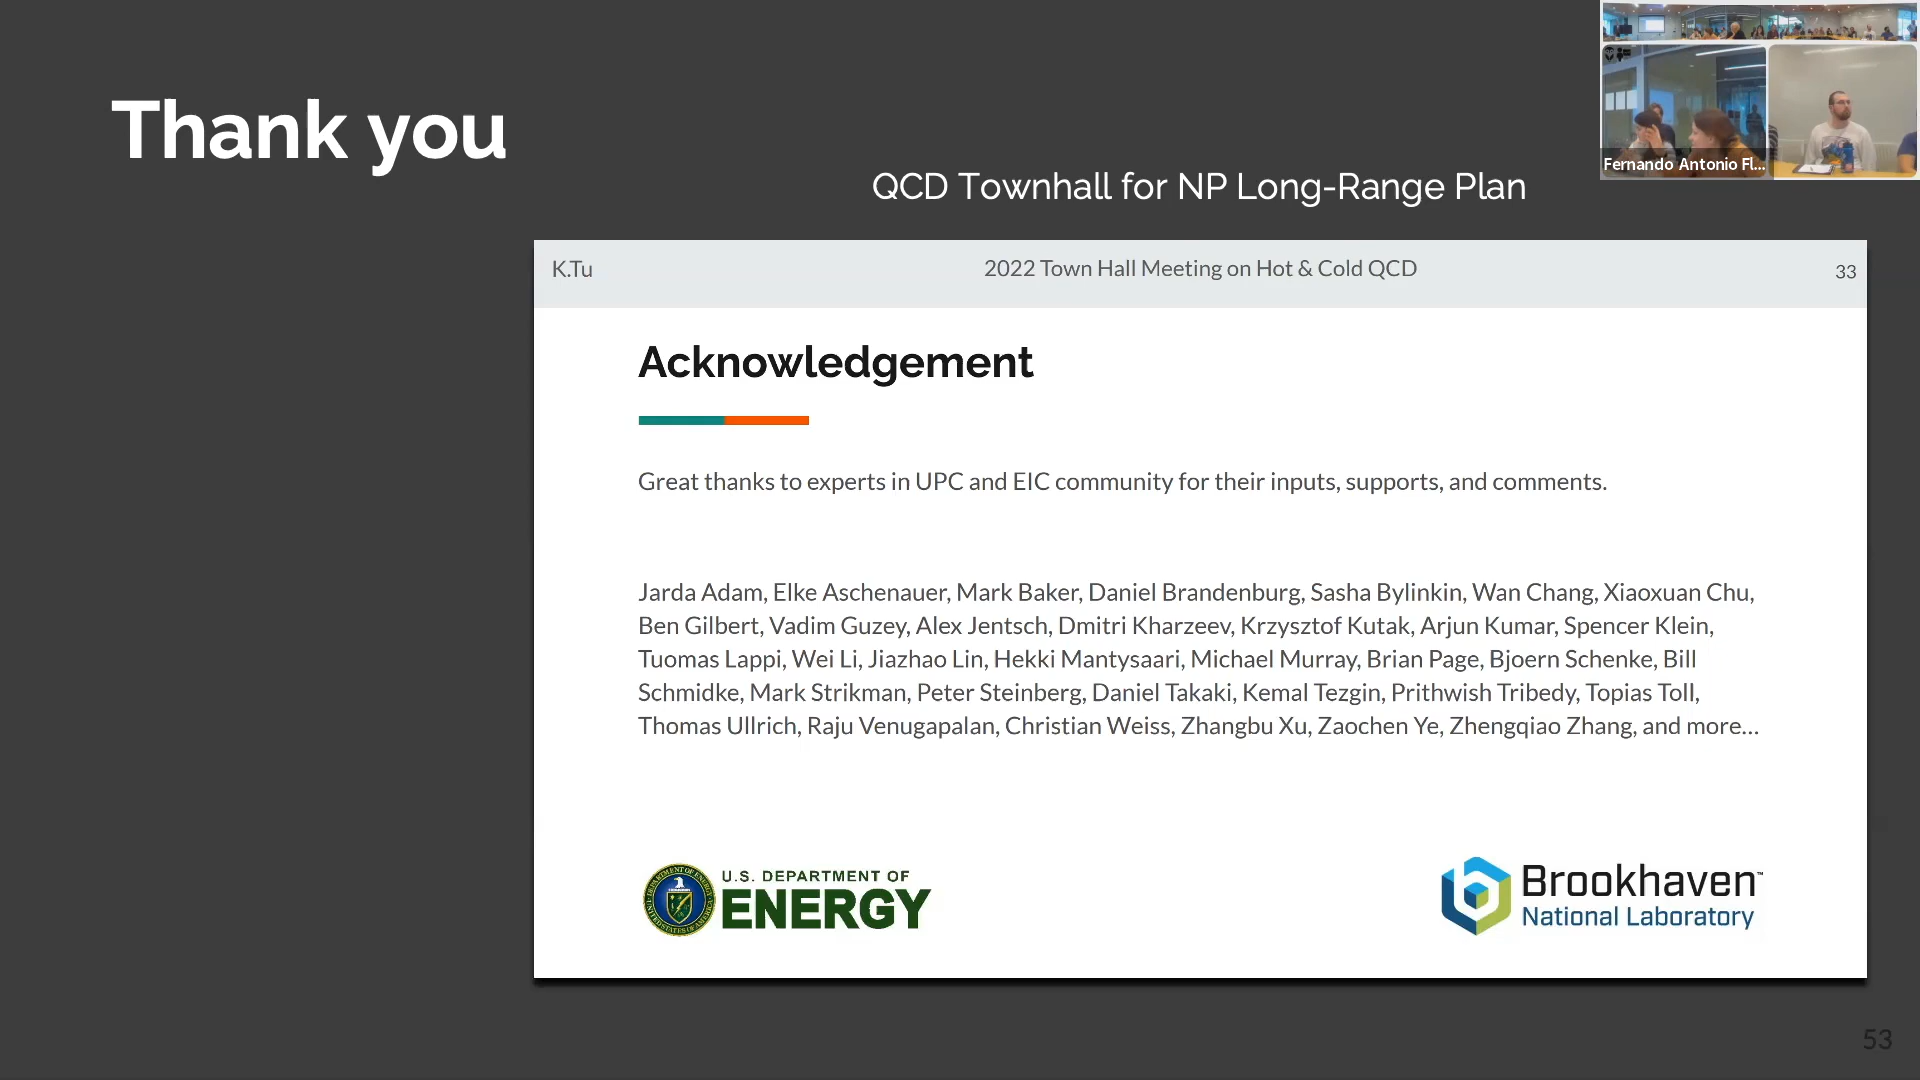 Thank you
QCD Townhall for NP Long-Range Plan
Fernando Antonio Fl...
K.Tu
2022 Town Hall Meeting on Hot & Cold QCD
33
Acknowledgement
Great thanks to experts in UPC and EIC community for their inputs, supports, and comments.
Jarda Adam, Elke Aschenauer, Mark Baker, Daniel Brandenburg, Sasha Bylinkin, Wan Chang, Xiaoxuan Chu,
Ben Gilbert, Vadim Guzey, Alex Jentsch, Dmitri Kharzeev, Krzysztof Kutak, Arjun Kumar, Spencer Klein,
Tuomas Lappi, Wei Li, Jiazhao Lin, Hekki Mantysaari, Michael Murray, Brian Page, Bjoern Schenke, Bill
Schmidke, Mark Strikman, Peter Steinberg, Daniel Takaki, Kemal Tezgin, Prithwish Tribedy, Topias Toll,
Thomas Ullrich, Raju Venugapalan, Christian Weiss, Zhangbu Xu, Zaochen Ye, Zhengqiao Zhang, and more...
U.S. DEPARTMENT OF
ENERGY
Brookhaven™
National Laboratory
53